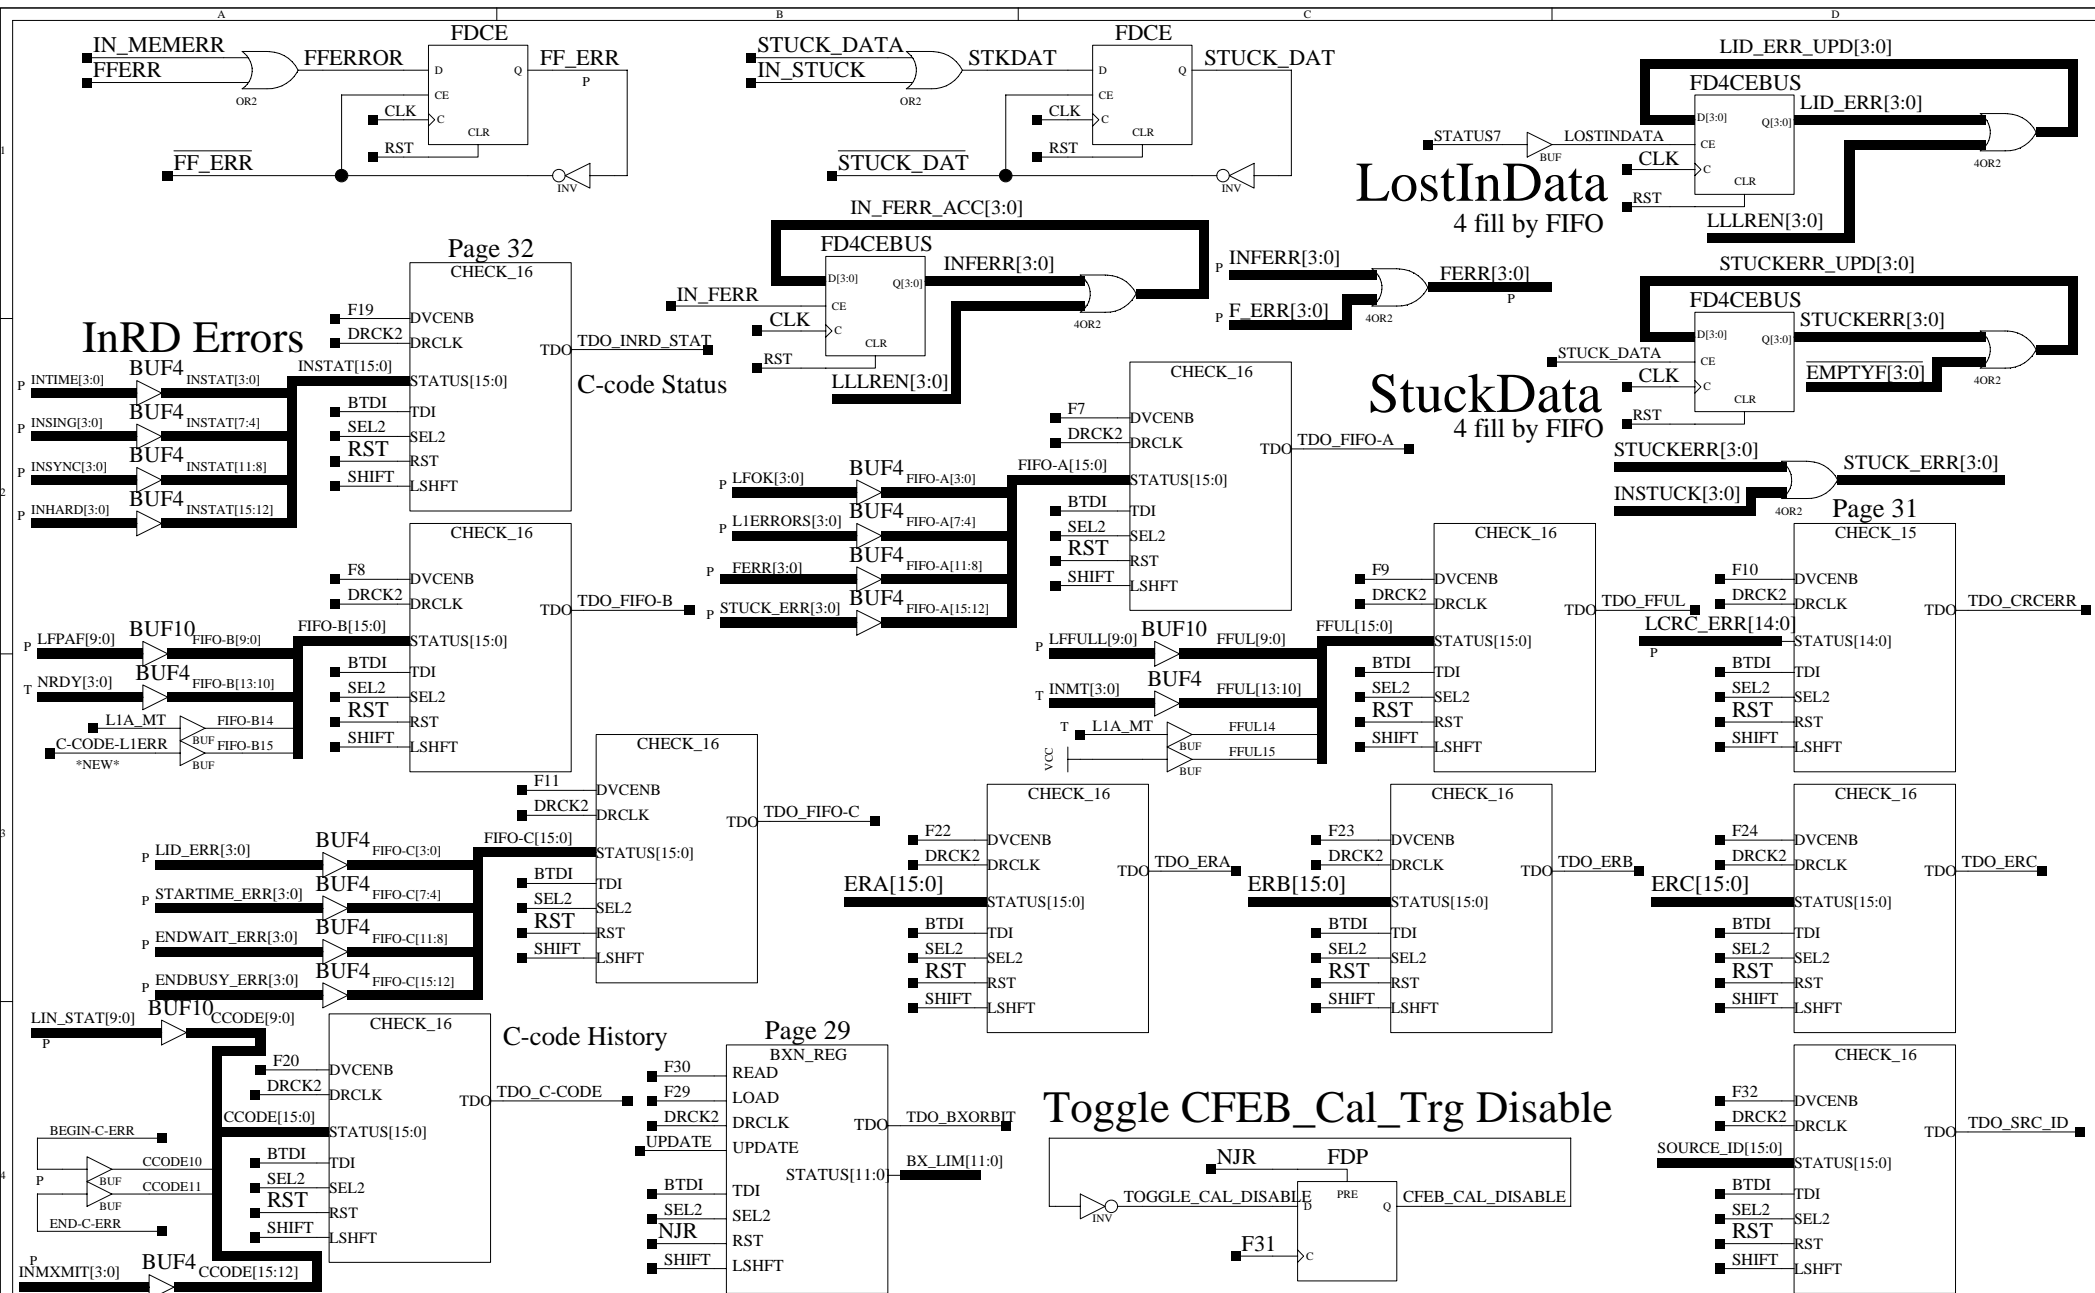 A B C D
1
2
3
4
IN_MEMERR
FFERR
OR2
FFERROR
FDCE
D
Q
CE
C
CLR
CLK
RST
FF_ERR
P
FF_ERR
INV
STUCK_DATA
IN_STUCK
OR2
STKDAT
FDCE
D
Q
CE
C
CLR
CLK
RST
STUCK_DAT
STUCK_DAT
INV
LID_ERR_UPD[3:0]
FD4CEBUS
D[3:0]
Q[3:0]
LID_ERR[3:0]
STATUS7
BUF
LOSTINDATA
CE
CLK
C
CLR
RST
4OR2
LLLREN[3:0]
LostInData
4 fill by FIFO
IN_FERR_ACC[3:0]
FD4CEBUS
D[3:0]
Q[3:0]
INFERR[3:0]
IN_FERR
CE
CLK
C
CLR
RST
4OR2
LLLREN[3:0]
P INFERR[3:0]
P F_ERR[3:0]
4OR2
FERR[3:0]
P
STUCKERR_UPD[3:0]
FD4CEBUS
D[3:0]
Q[3:0]
STUCKERR[3:0]
STUCK_DATA
CE
CLK
C
CLR
RST
4OR2
EMPTYF[3:0]
StuckData
4 fill by FIFO
STUCKERR[3:0]
INSTUCK[3:0]
4OR2
STUCK_ERR[3:0]
Page 32
CHECK_16
InRD Errors
F19 DVCENB
DRCK2 DRCLK
TDO TDO_INRD_STAT
INSTAT[15:0] STATUS[15:0]
C-code Status
BTDI TDI
SEL2 SEL2
RST RST
SHIFT LSHFT
P INTIME[3:0] BUF4 INSTAT[3:0]
P INSING[3:0] BUF4 INSTAT[7:4]
P INSYNC[3:0] BUF4 INSTAT[11:8]
P INHARD[3:0] BUF4 INSTAT[15:12]
CHECK_16
F7 DVCENB
DRCK2 DRCLK
TDO TDO_FIFO-A
FIFO-A[15:0] STATUS[15:0]
BTDI TDI
SEL2 SEL2
RST RST
SHIFT LSHFT
P LFOK[3:0] BUF4 FIFO-A[3:0]
P L1ERRORS[3:0] BUF4 FIFO-A[7:4]
P FERR[3:0] BUF4 FIFO-A[11:8]
P STUCK_ERR[3:0] BUF4 FIFO-A[15:12]
CHECK_16
F8 DVCENB
DRCK2 DRCLK
TDO TDO_FIFO-B
FIFO-B[15:0] STATUS[15:0]
BTDI TDI
SEL2 SEL2
RST RST
SHIFT LSHFT
P LFPAF[9:0] BUF10 FIFO-B[9:0]
T NRDY[3:0] BUF4 FIFO-B[13:10]
L1A_MT BUF FIFO-B14
C-CODE-L1ERR BUF FIFO-B15
*NEW*
CHECK_16
F9 DVCENB
DRCK2 DRCLK
TDO TDO_FFUL
FFUL[15:0] STATUS[15:0]
BTDI TDI
SEL2 SEL2
RST RST
SHIFT LSHFT
P LFFULL[9:0] BUF10 FFUL[9:0]
T INMT[3:0] BUF4 FFUL[13:10]
T L1A_MT BUF FFUL14
VCC BUF FFUL15
Page 31
CHECK_15
F10 DVCENB
DRCK2 DRCLK
TDO TDO_CRCERR
LCRC_ERR[14:0] STATUS[14:0]
P
BTDI TDI
SEL2 SEL2
RST RST
SHIFT LSHFT
CHECK_16
F11 DVCENB
DRCK2 DRCLK
TDO TDO_FIFO-C
FIFO-C[15:0] STATUS[15:0]
BTDI TDI
SEL2 SEL2
RST RST
SHIFT LSHFT
P LID_ERR[3:0] BUF4 FIFO-C[3:0]
P STARTIME_ERR[3:0] BUF4 FIFO-C[7:4]
P ENDWAIT_ERR[3:0] BUF4 FIFO-C[11:8]
P ENDBUSY_ERR[3:0] BUF4 FIFO-C[15:12]
CHECK_16
F22 DVCENB
DRCK2 DRCLK
TDO TDO_ERA
ERA[15:0] STATUS[15:0]
BTDI TDI
SEL2 SEL2
RST RST
SHIFT LSHFT
CHECK_16
F23 DVCENB
DRCK2 DRCLK
TDO TDO_ERB
ERB[15:0] STATUS[15:0]
BTDI TDI
SEL2 SEL2
RST RST
SHIFT LSHFT
CHECK_16
F24 DVCENB
DRCK2 DRCLK
TDO TDO_ERC
ERC[15:0] STATUS[15:0]
BTDI TDI
SEL2 SEL2
RST RST
SHIFT LSHFT
LIN_STAT[9:0] BUF10 CCODE[9:0]
P
CHECK_16
C-code History
F20 DVCENB
DRCK2 DRCLK
TDO TDO_C-CODE
CCODE[15:0] STATUS[15:0]
BTDI TDI
SEL2 SEL2
RST RST
SHIFT LSHFT
BEGIN-C-ERR
BUF CCODE10
P
BUF CCODE11
END-C-ERR
P
INMXMIT[3:0] BUF4 CCODE[15:12]
Page 29
BXN_REG
F30 READ
F29 LOAD
DRCK2 DRCLK
TDO TDO_BXORBIT
UPDATE UPDATE
STATUS[11:0] BX_LIM[11:0]
BTDI TDI
SEL2 SEL2
NJR RST
SHIFT LSHFT
Toggle CFEB_Cal_Trg Disable
NJR
FDP
INV
TOGGLE_CAL_DISABLE
PRE
D
Q
CFEB_CAL_DISABLE
F31
C
CHECK_16
F32 DVCENB
DRCK2 DRCLK
TDO TDO_SRC_ID
SOURCE_ID[15:0] STATUS[15:0]
BTDI TDI
SEL2 SEL2
RST RST
SHIFT LSHFT